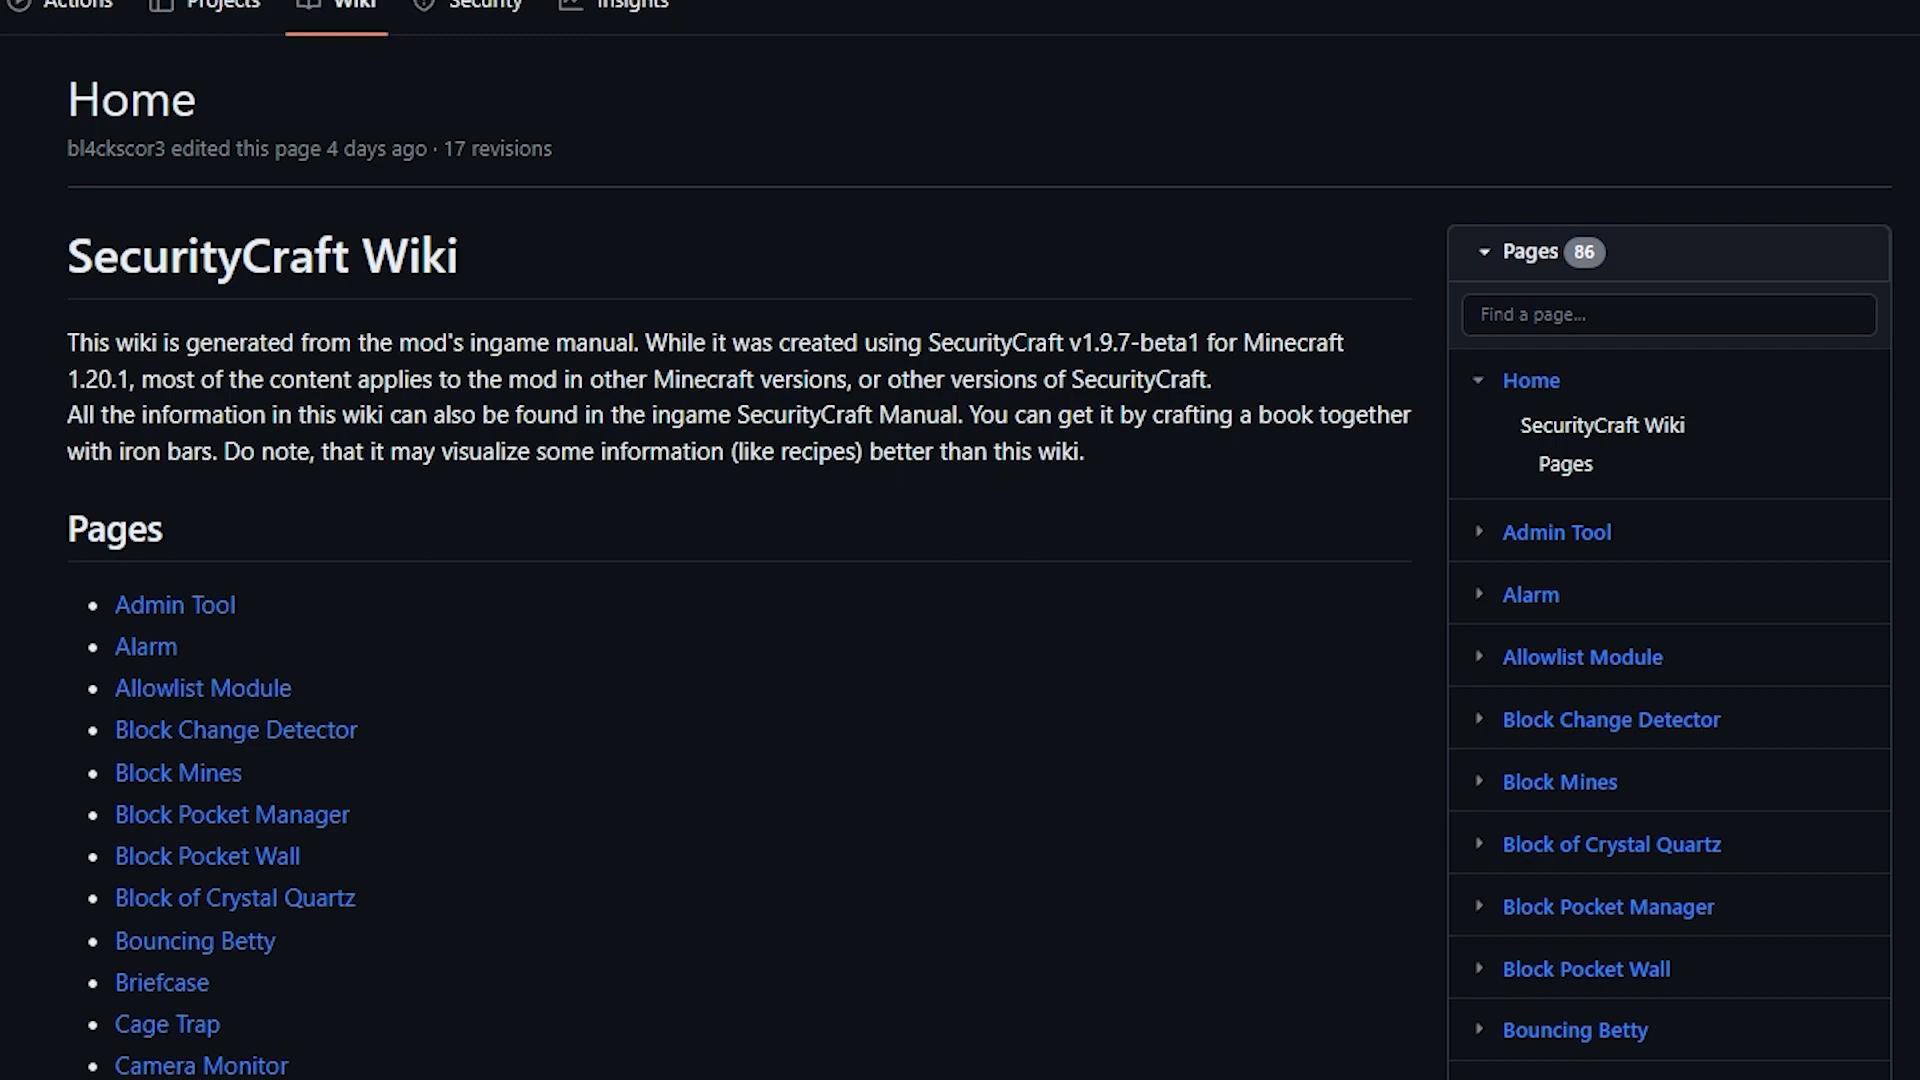 Actions Projects Wiki Security Insights
Home
bl4ckscor3 edited this page 4 days ago · 17 revisions
SecurityCraft Wiki
This wiki is generated from the mod's ingame manual. While it was created using SecurityCraft v1.9.7-beta1 for Minecraft
1.20.1, most of the content applies to the mod in other Minecraft versions, or other versions of SecurityCraft.
All the information in this wiki can also be found in the ingame SecurityCraft Manual. You can get it by crafting a book together
with iron bars. Do note, that it may visualize some information (like recipes) better than this wiki.
Pages
Admin Tool
Alarm
Allowlist Module
Block Change Detector
Block Mines
Block Pocket Manager
Block Pocket Wall
Block of Crystal Quartz
Bouncing Betty
Briefcase
Cage Trap
Camera Monitor
Pages 86
Find a page...
Home
SecurityCraft Wiki
Pages
Admin Tool
Alarm
Allowlist Module
Block Change Detector
Block Mines
Block of Crystal Quartz
Block Pocket Manager
Block Pocket Wall
Bouncing Betty